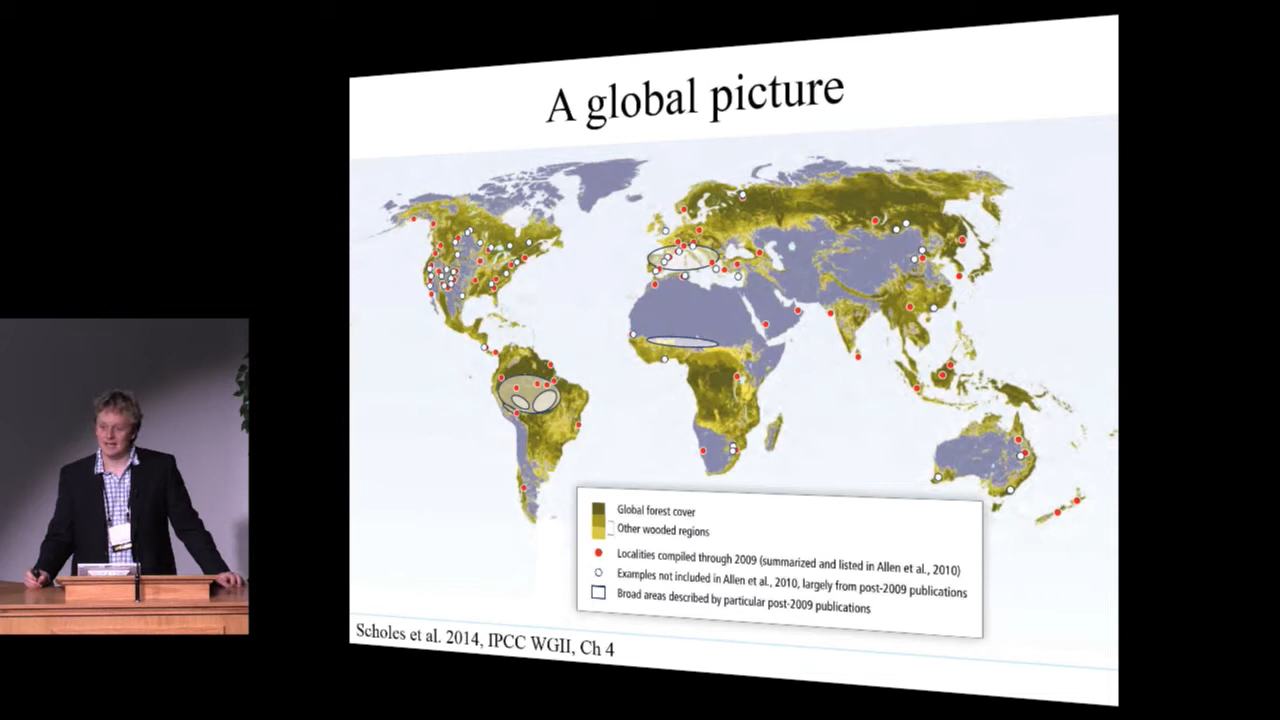 A global picture
Global forest cover
Other wooded regions
Localities compiled through 2009 (summarized and listed in Allen et al., 2010)
Examples not included in Allen et al., 2010, largely from post-2009 publications
Broad areas described by particular post-2009 publications
Scholes et al. 2014, IPCC WGII, Ch 4